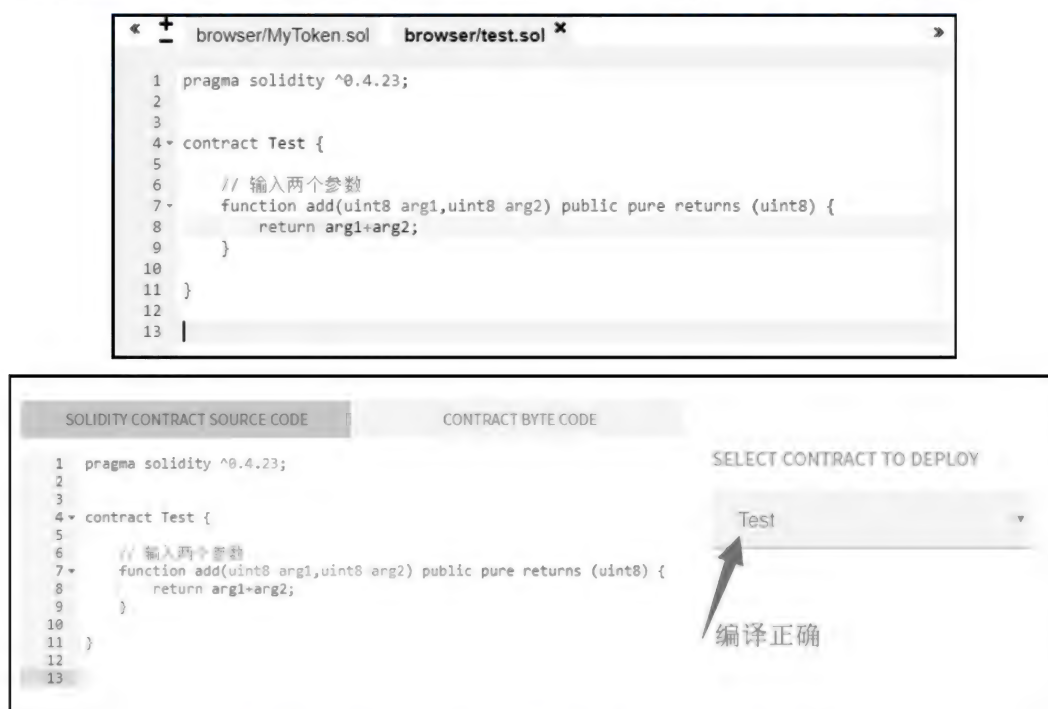 « + - browser/MyToken.sol browser/test.sol × »
1 pragma solidity ^0.4.23;
2
3
4 contract Test {
5
6 // 输入两个参数
7 function add(uint8 arg1,uint8 arg2) public pure returns (uint8) {
8 return arg1+arg2;
9 }
10
11 }
12
13
SOLIDITY CONTRACT SOURCE CODE CONTRACT BYTE CODE
SELECT CONTRACT TO DEPLOY
1 pragma solidity ^0.4.23;
2
3
4 contract Test {
Test
5
6 // 输入两个参数
7 function add(uint8 arg1,uint8 arg2) public pure returns (uint8) {
8 return arg1+arg2;
9 }
10
编译正确
11 }
12
13